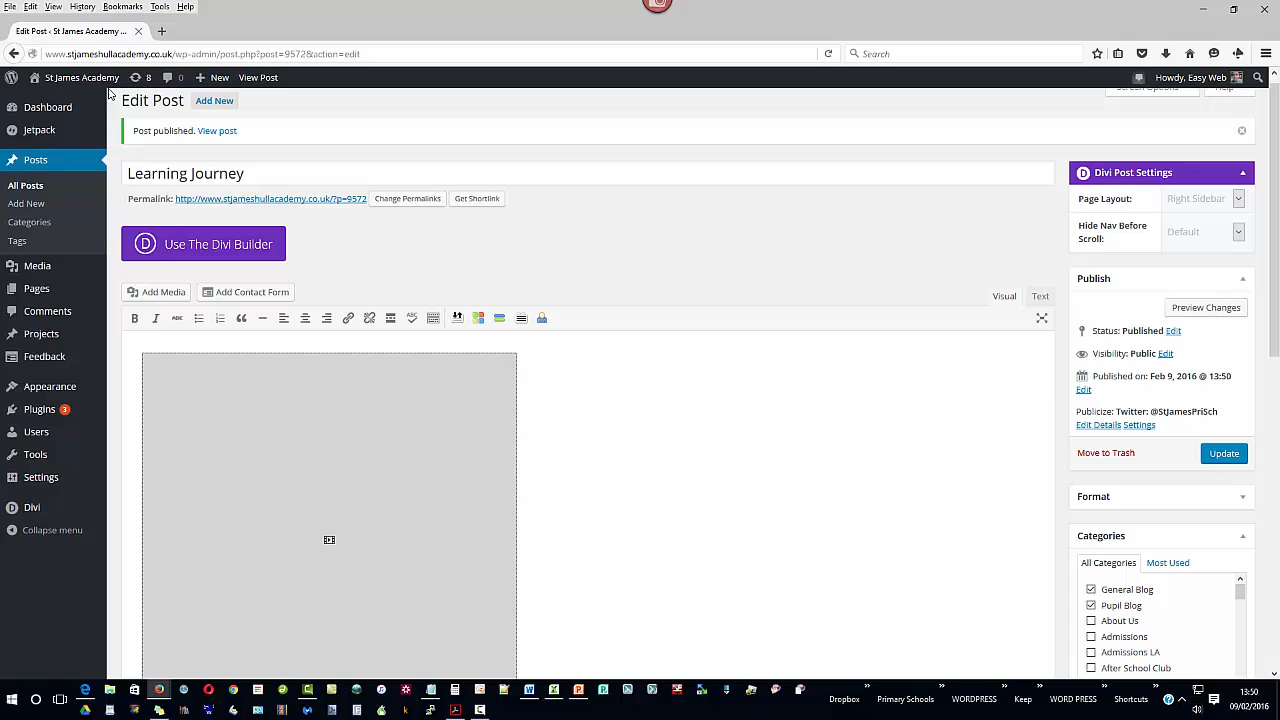 File Edit View History Bookmarks Tools Help
Edit Post ‹ St James Academy ...
www.stjameshullacademy.co.uk/wp-admin/post.php?post=9572&action=edit
Search
St James Academy 8 0 New View Post
Howdy, Easy Web
Edit Post Add New
Screen Options Help
Post published. View post
Dashboard
Jetpack
Posts
All Posts
Add New
Categories
Tags
Media
Pages
Comments
Projects
Feedback
Appearance
Plugins 3
Users
Tools
Settings
Divi
Collapse menu
Learning Journey
Permalink: http://www.stjameshullacademy.co.uk/?p=9572 Change Permalinks Get Shortlink
D Use The Divi Builder
Add Media Add Contact Form
Visual Text
B I ABC
ABC
D Divi Post Settings
Page Layout: Right Sidebar
Hide Nav Before Scroll: Default
Publish
Preview Changes
Status: Published Edit
Visibility: Public Edit
Published on: Feb 9, 2016 @ 13:50
Edit
Publicize: Twitter: @StJamesPriSch
Edit Details Settings
Move to Trash Update
Format
Categories
All Categories Most Used
General Blog
Pupil Blog
About Us
Admissions
Admissions LA
After School Club
Dropbox Primary Schools WORDPRESS Keep WORD PRESS Shortcuts
13:50
09/02/2016